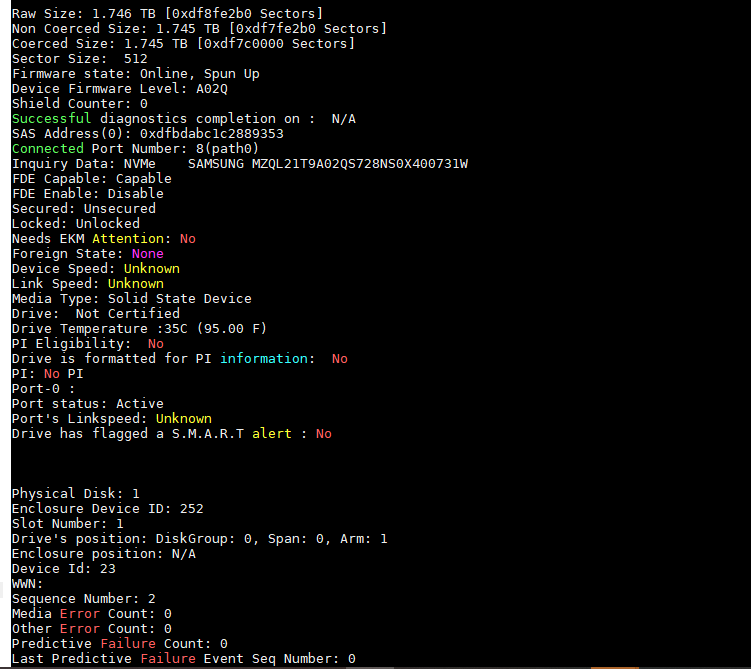 Raw Size: 1.746 TB [0xdf8fe2b0 Sectors]
Non Coerced Size: 1.745 TB [0xdf7fe2b0 Sectors]
Coerced Size: 1.745 TB [0xdf7c0000 Sectors]
Sector Size:  512
Firmware state: Online, Spun Up
Device Firmware Level: A02Q
Shield Counter: 0
Successful diagnostics completion on :  N/A
SAS Address(0): 0xdfbdabc1c2889353
Connected Port Number: 8(path0)
Inquiry Data: NVMe    SAMSUNG MZQL21T9A02QS728NS0X400731W
FDE Capable: Capable
FDE Enable: Disable
Secured: Unsecured
Locked: Unlocked
Needs EKM Attention: No
Foreign State: None
Device Speed: Unknown
Link Speed: Unknown
Media Type: Solid State Device
Drive:  Not Certified
Drive Temperature :35C (95.00 F)
PI Eligibility:  No
Drive is formatted for PI information:  No
PI: No PI
Port-0 :
Port status: Active
Port's Linkspeed: Unknown
Drive has flagged a S.M.A.R.T alert : No
Physical Disk: 1
Enclosure Device ID: 252
Slot Number: 1
Drive's position: DiskGroup: 0, Span: 0, Arm: 1
Enclosure position: N/A
Device Id: 23
WWN:
Sequence Number: 2
Media Error Count: 0
Other Error Count: 0
Predictive Failure Count: 0
Last Predictive Failure Event Seq Number: 0